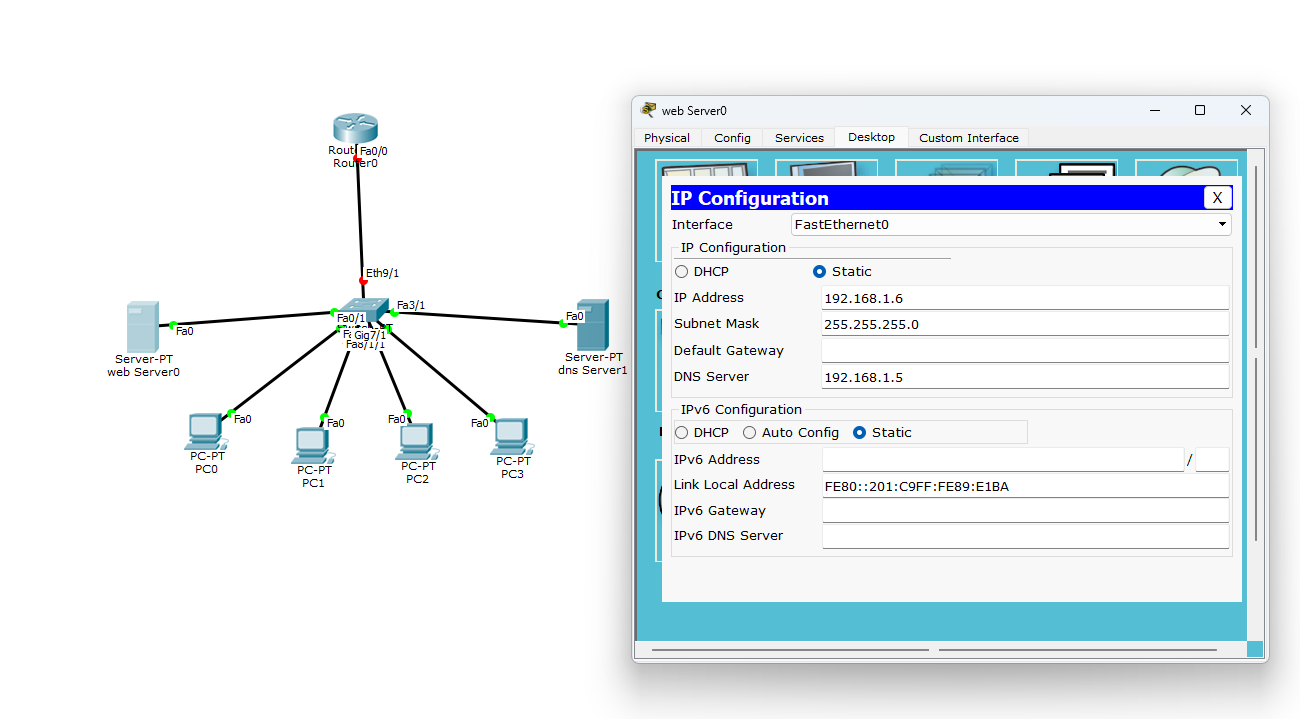 Fa0/0
Router0
Eth9/1
Fa3/1
Fa0/1
Gig7/1
Fa8/1/1
Fa0
Server-PT
web Server0
Fa0
Server-PT
dns Server1
Fa0
PC-PT
PC0
Fa0
PC-PT
PC1
Fa0
PC-PT
PC2
Fa0
PC-PT
PC3
web Server0
Physical Config Services Desktop Custom Interface
IP Configuration X
Interface FastEthernet0
IP Configuration
DHCP Static
IP Address 192.168.1.6
Subnet Mask 255.255.255.0
Default Gateway
DNS Server 192.168.1.5
IPv6 Configuration
DHCP Auto Config Static
IPv6 Address /
Link Local Address FE80::201:C9FF:FE89:E1BA
IPv6 Gateway
IPv6 DNS Server